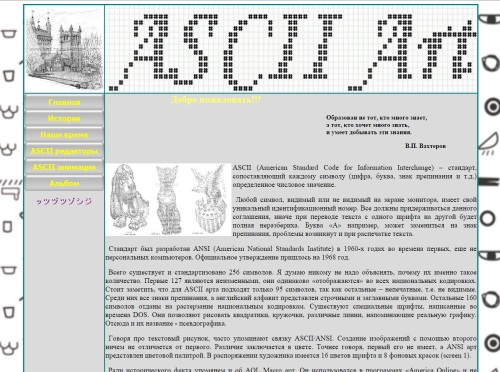 ASCII Art
Главная
История
Наше время
ASCII редакторы
ASCII анимация
Альбом
Добро пожаловать!!!
Образован не тот, кто много знает,
а тот, кто хочет много знать,
и умеет добывать эти знания.
В.П. Вахтеров
ASCII (American Standard Code for Information Interchange) – стандарт,
сопоставляющий каждому символу (цифра, буква, знак препинания и т.д.)
определенное числовое значение.
Любой символ, видимый или не видимый на экране монитора, имеет свой
уникальный идентификационный номер. Все должны придерживаться данного
соглашения, иначе при переводе текста с одного шрифта на другой будет
полная неразбериха. Буква «А» например, может замениться на знак
препинания, проблемы возникнут и при распечатке текста.
Стандарт был разработан ANSI (American National Standards Institute) в 1960-х годах во времена первых, еще не
персональных компьютеров. Официальное утверждение пришлось на 1968 год.
Всего существует и стандартизовано 256 символов. Я думаю никому не надо объяснять, почему их именно такое
количество. Первые 127 являются неизменными, они одинаково «отображаются» во всех национальных кодировках.
Стоит заметить, что для ASCII арта подходят только 95 символов, так как остальные – непечатные, т.е. не видимые.
Среди них все знаки препинания, а английский алфавит представлен строчными и заглавными буквами. Остальные 160
символов отданы на растерзание национальным кодировкам. Существуют специальные шрифты, написанные во
времена DOS. Они позволяют рисовать квадратики, кружочки, различные линии, напоминающие реальную графику.
Отсюда и их название - псевдографика.
Говоря про текстовый рисунок, часто упоминают связку ASCII/ANSI. Создание изображений с помощью второго
ничем не отличается от первого. Различие заключается в цвете. Точнее говоря, первый его не имеет, а ANSI арт
представлен цветовой палитрой. В распоряжении художника имеется 16 цветов шрифта и 8 фоновых красок (screen 1).
Ради исторического факта упомянем и об AOL Macro арт. Он использовался в программах «America Online» и не